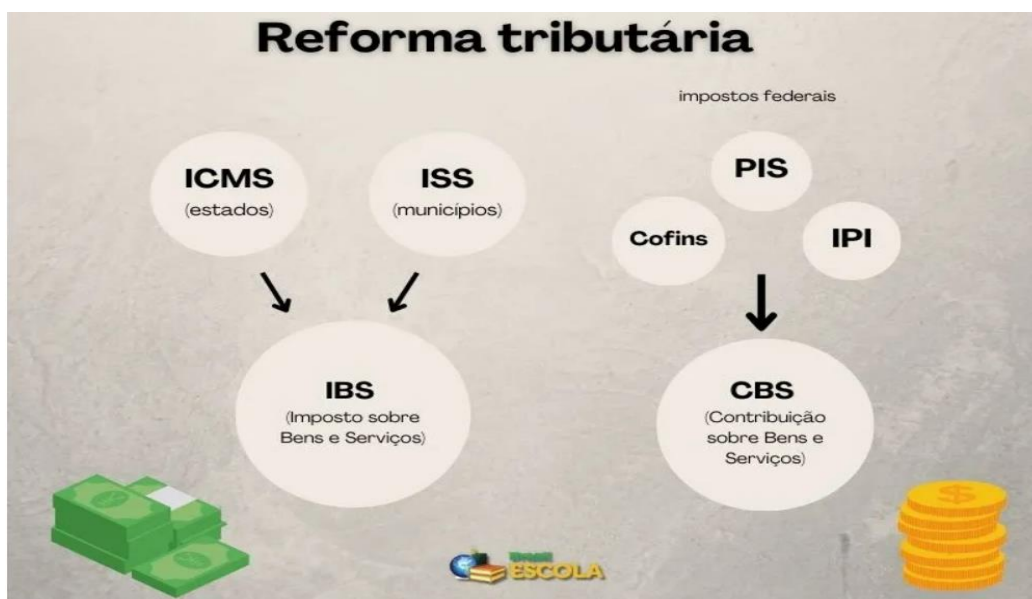 Reforma tributária
impostos federais
ICMS
(estados)
ISS
(municípios)
PIS
Cofins
IPI
IBS
(Imposto sobre
Bens e Serviços)
CBS
(Contribuição
sobre Bens e
Serviços)
Brasil
ESCOLA